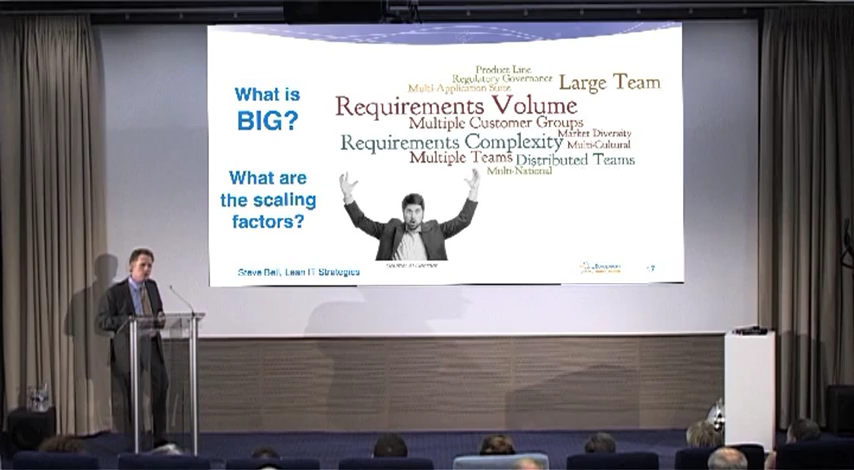 What is
BIG?
What are
the scaling
factors?
Product Line
Regulatory Governance
Multi-Application Suite
Large Team
Requirements Volume
Multiple Customer Groups
Requirements Complexity
Market Diversity
Multi-Cultural
Multiple Teams
Distributed Teams
Multi-National
Steve Bell, Lean IT Strategies
7